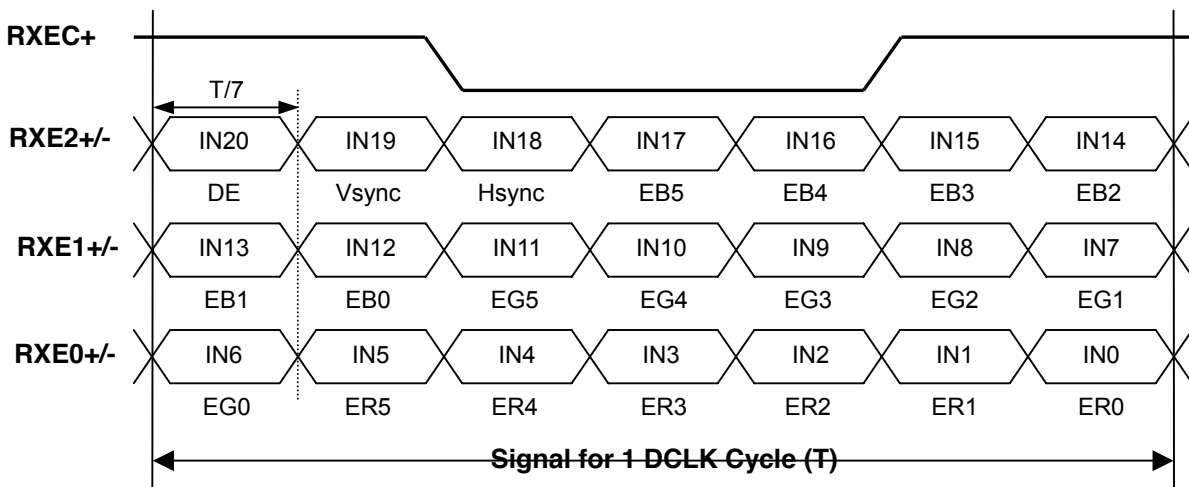 RXEC+
T/7
RXE2+/- IN20 IN19 IN18 IN17 IN16 IN15 IN14
DE Vsync Hsync EB5 EB4 EB3 EB2
RXE1+/- IN13 IN12 IN11 IN10 IN9 IN8 IN7
EB1 EB0 EG5 EG4 EG3 EG2 EG1
RXE0+/- IN6 IN5 IN4 IN3 IN2 IN1 IN0
EG0 ER5 ER4 ER3 ER2 ER1 ER0
Signal for 1 DCLK Cycle (T)